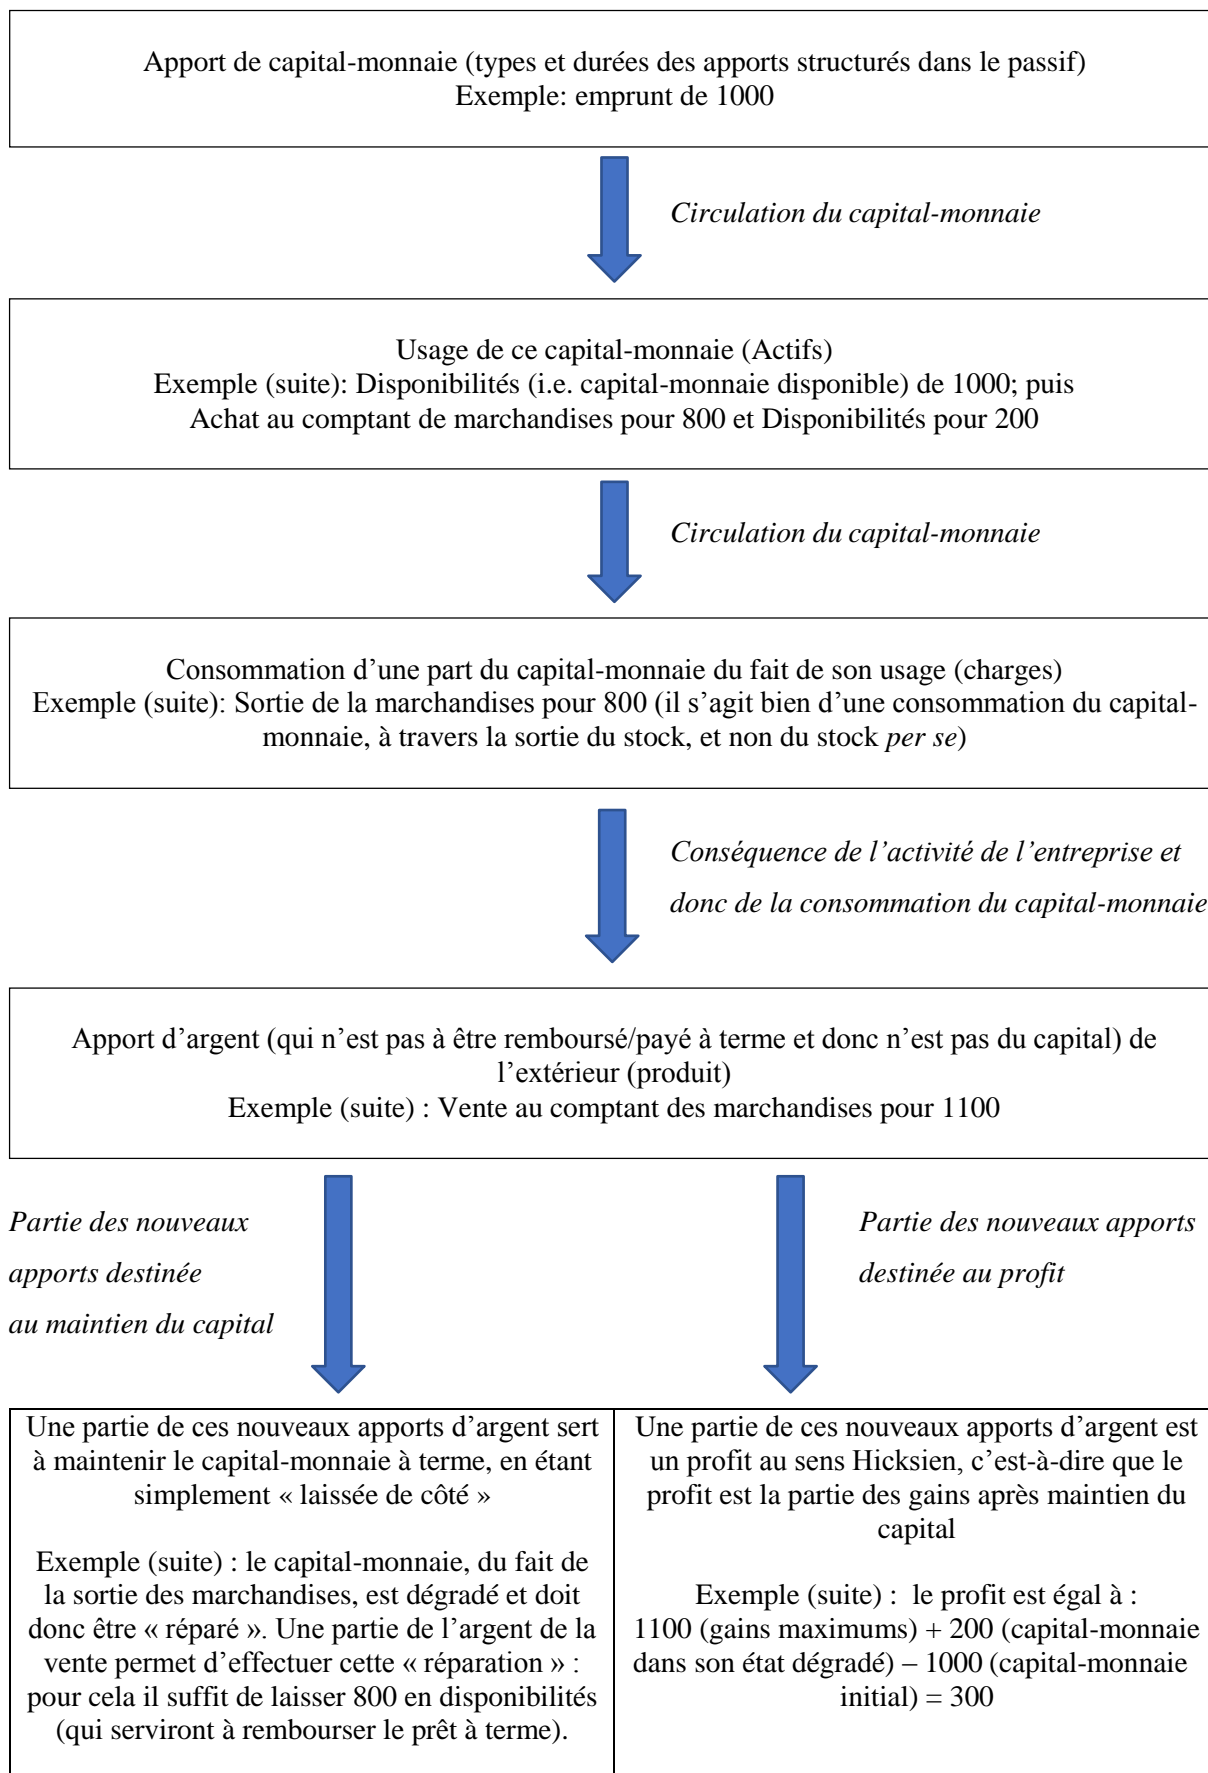 Apport de capital-monnaie (types et durées des apports structurés dans le passif)
Exemple: emprunt de 1000
Circulation du capital-monnaie
Usage de ce capital-monnaie (Actifs)
Exemple (suite): Disponibilités (i.e. capital-monnaie disponible) de 1000; puis
Achat au comptant de marchandises pour 800 et Disponibilités pour 200
Circulation du capital-monnaie
Consommation d’une part du capital-monnaie du fait de son usage (charges)
Exemple (suite): Sortie de la marchandises pour 800 (il s’agit bien d’une consommation du capital-
monnaie, à travers la sortie du stock, et non du stock per se)
Conséquence de l’activité de l’entreprise et
donc de la consommation du capital-monnaie
Apport d’argent (qui n’est pas à être remboursé/payé à terme et donc n’est pas du capital) de
l’extérieur (produit)
Exemple (suite) : Vente au comptant des marchandises pour 1100
Partie des nouveaux
apports destinée
au maintien du capital
Partie des nouveaux apports
destinée au profit
Une partie de ces nouveaux apports d’argent sert
à maintenir le capital-monnaie à terme, en étant
simplement « laissée de côté »
Exemple (suite) : le capital-monnaie, du fait de
la sortie des marchandises, est dégradé et doit
donc être « réparé ». Une partie de l’argent de la
vente permet d’effectuer cette « réparation » :
pour cela il suffit de laisser 800 en disponibilités
(qui serviront à rembourser le prêt à terme).
Une partie de ces nouveaux apports d’argent est
un profit au sens Hicksien, c’est-à-dire que le
profit est la partie des gains après maintien du
capital
Exemple (suite) :  le profit est égal à :
1100 (gains maximums) + 200 (capital-monnaie
dans son état dégradé) – 1000 (capital-monnaie
initial) = 300